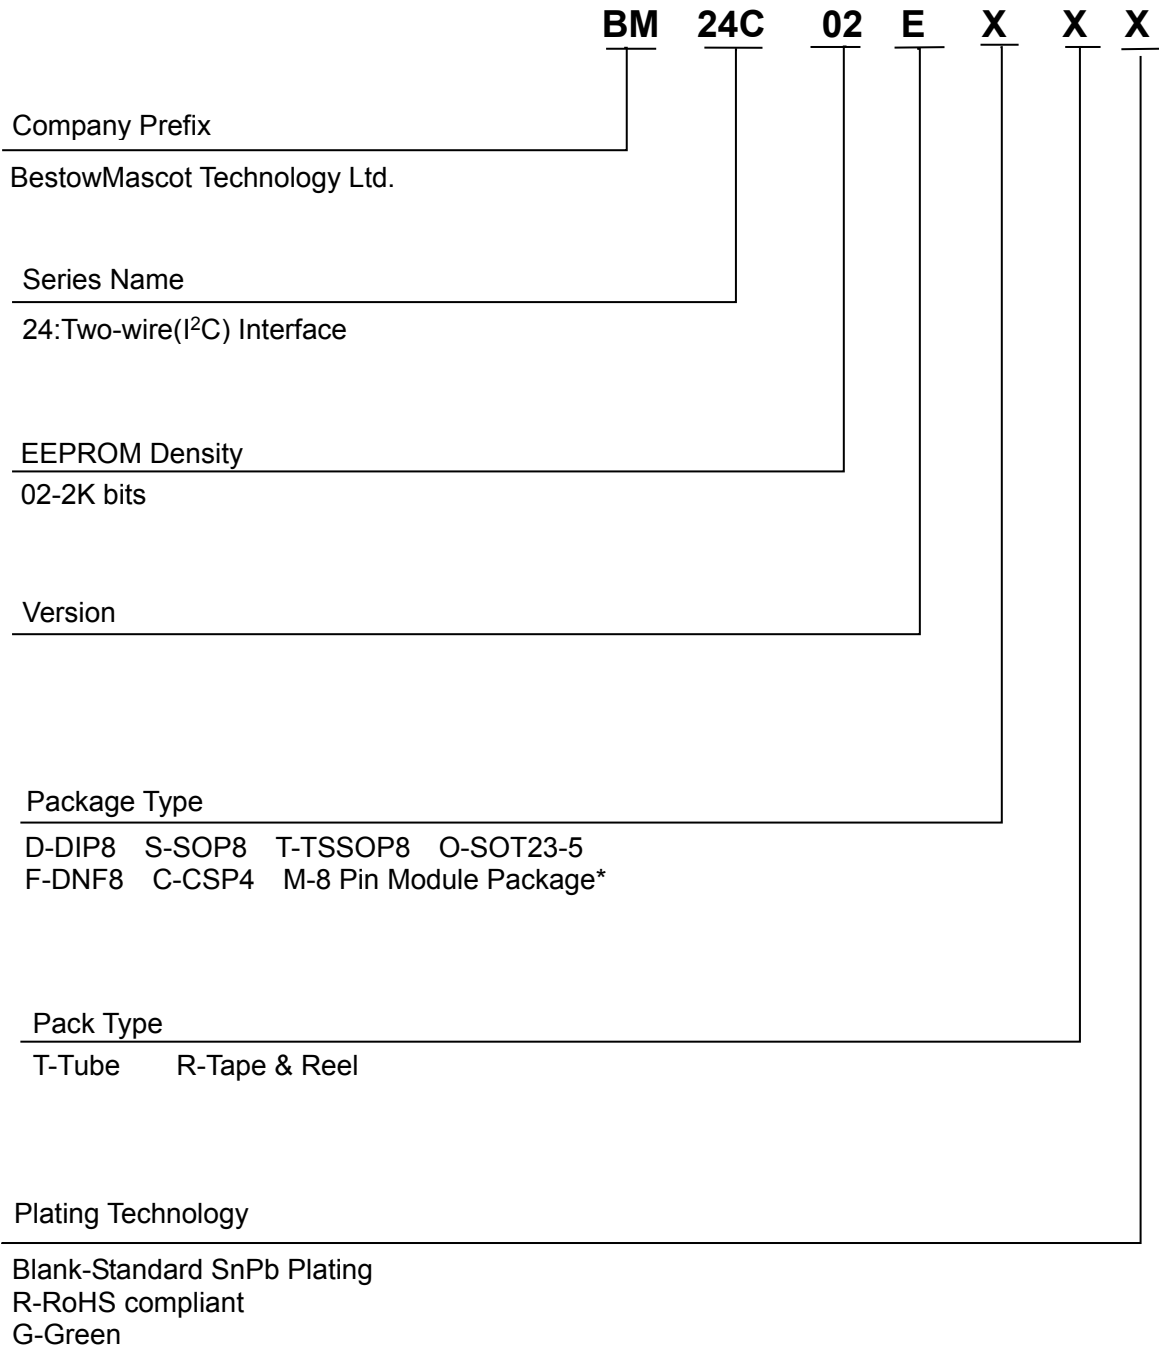 BM 24C 02 E X X X
Company Prefix
BestowMascot Technology Ltd.
Series Name
24:Two-wire(I²C) Interface
EEPROM Density
02-2K bits
Version
Package Type
D-DIP8 S-SOP8 T-TSSOP8 O-SOT23-5
F-DNF8 C-CSP4 M-8 Pin Module Package*
Pack Type
T-Tube R-Tape & Reel
Plating Technology
Blank-Standard SnPb Plating
R-RoHS compliant
G-Green